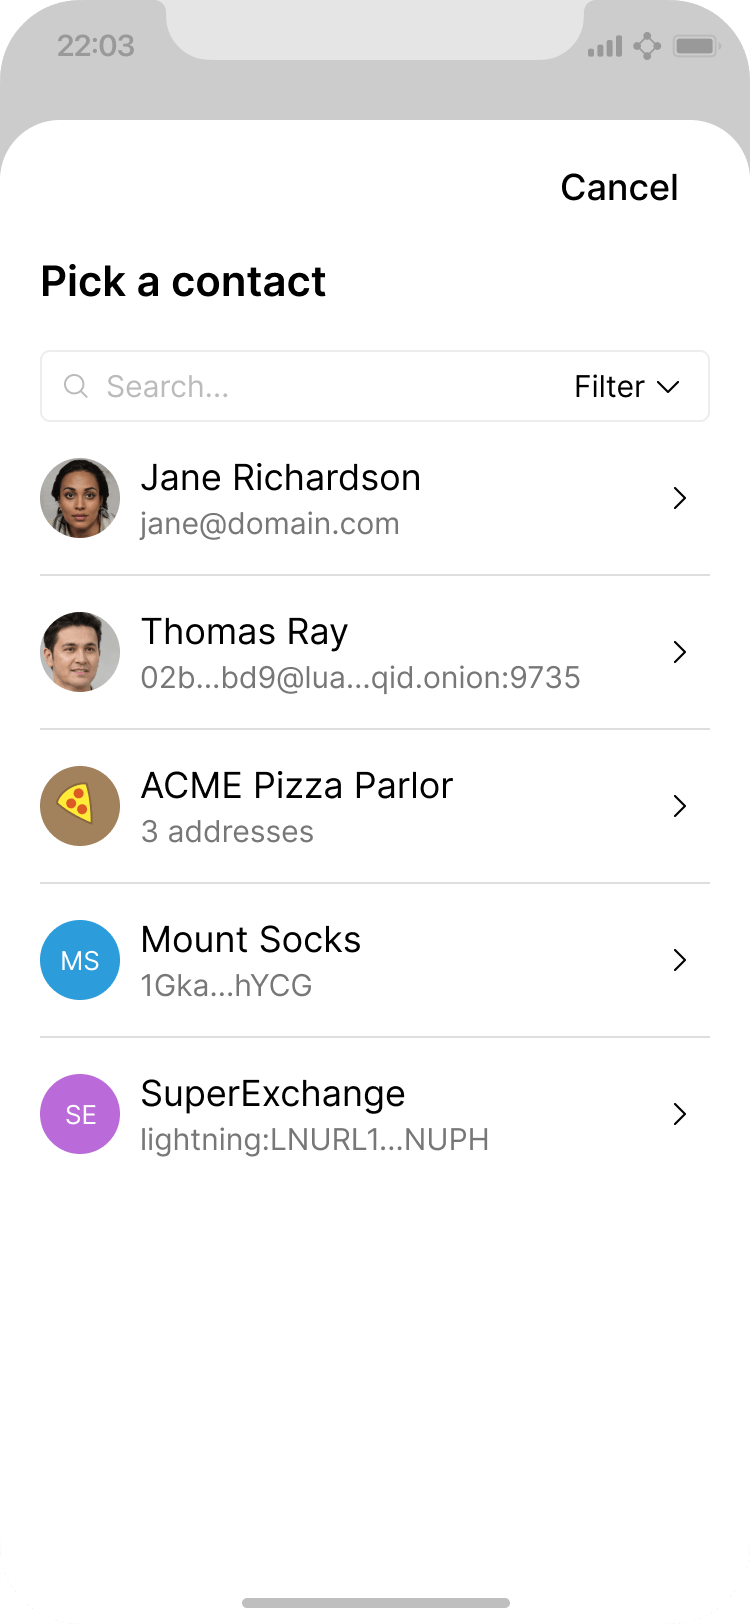 22:03
Cancel
Pick a contact
Search... Filter
Jane Richardson
jane@domain.com
Thomas Ray
02b...bd9@lua...qid.onion:9735
ACME Pizza Parlor
3 addresses
MS
Mount Socks
1Gka...hYCG
SE
SuperExchange
lightning:LNURL1...NUPH